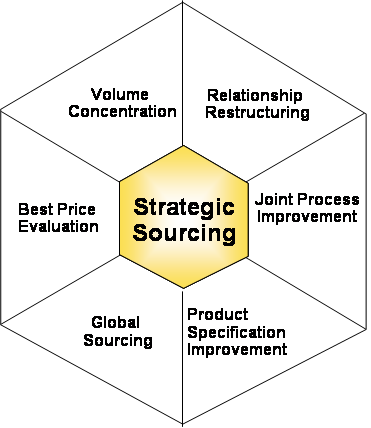 Volume
Concentration
Relationship
Restructuring
Best Price
Evaluation
Strategic
Sourcing
Joint Process
Improvement
Global
Sourcing
Product
Specification
Improvement